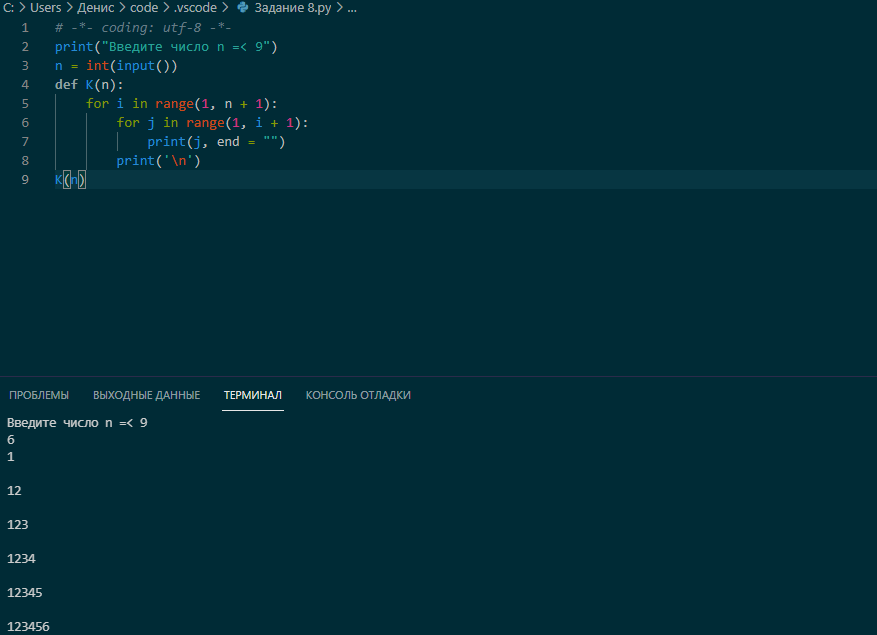 C: > Users > Денис > code > .vscode > Задание 8.py > ...
1 # -*- coding: utf-8 -*-
2 print("Введите число n =< 9")
3 n = int(input())
4 def K(n):
5     for i in range(1, n + 1):
6         for j in range(1, i + 1):
7             print(j, end = "")
8         print('\n')
9 K(n)
ПРОБЛЕМЫ ВЫХОДНЫЕ ДАННЫЕ ТЕРМИНАЛ КОНСОЛЬ ОТЛАДКИ
Введите число n =< 9
6
1
12
123
1234
12345
123456